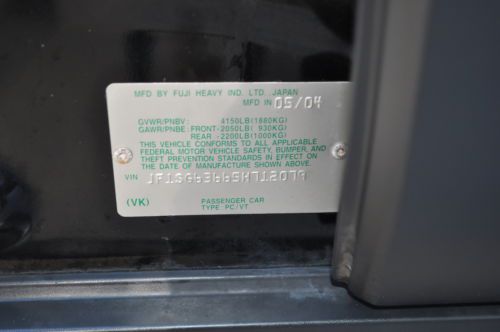 MFD BY FUJI HEAVY IND. LTD. JAPAN
MFD IN 05/04
GVWR/PNBV: 4150LB(1880KG)
GAWR/PNBE: FRONT-2050LB( 930KG)
REAR -2200LB(1000KG)
THIS VEHICLE CONFORMS TO ALL APPLICABLE
FEDERAL MOTOR VEHICLE SAFETY, BUMPER, AND
THEFT PREVENTION STANDARDS IN EFFECT ON
THE DATE OF MANUFACTURE SHOWN ABOVE.
VIN
(VK) PASSENGER CAR
TYPE PC/VT